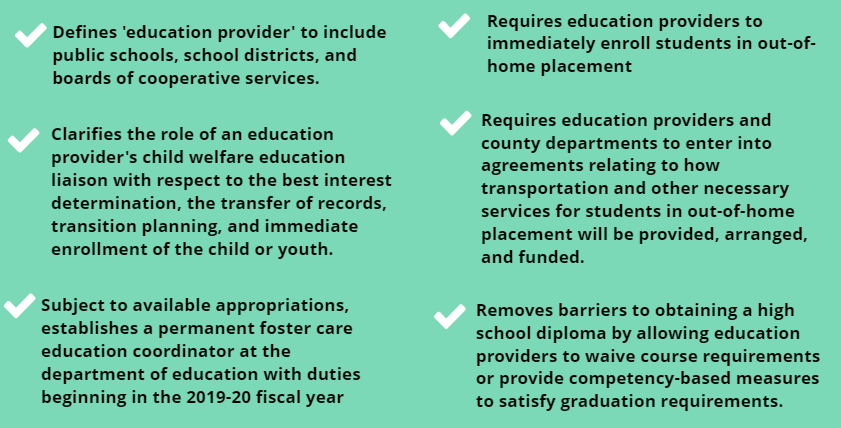 Defines 'education provider' to include
public schools, school districts, and
boards of cooperative services.
Clarifies the role of an education
provider's child welfare education
liaison with respect to the best interest
determination, the transfer of records,
transition planning, and immediate
enrollment of the child or youth.
Subject to available appropriations,
establishes a permanent foster care
education coordinator at the
department of education with duties
beginning in the 2019-20 fiscal year
Requires education providers to
immediately enroll students in out-of-
home placement
Requires education providers and
county departments to enter into
agreements relating to how
transportation and other necessary
services for students in out-of-home
placement will be provided, arranged,
and funded.
Removes barriers to obtaining a high
school diploma by allowing education
providers to waive course requirements
or provide competency-based measures
to satisfy graduation requirements.